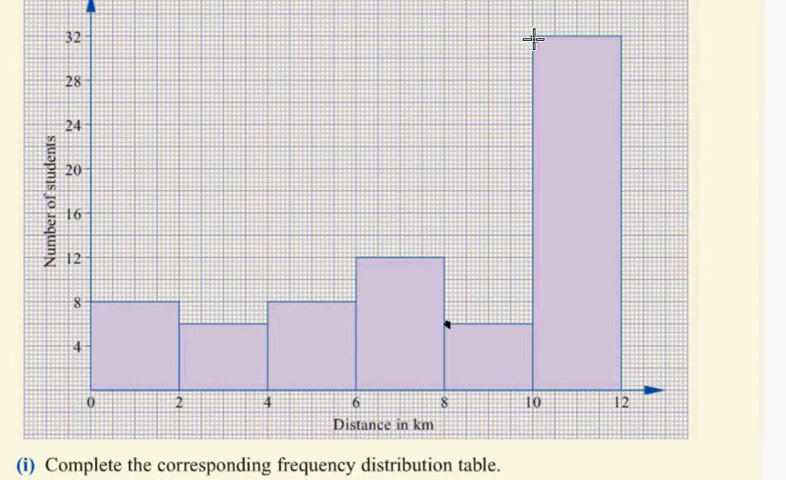 32
28
24
20
16
12
8
4
Number of students
0 2 4 6 8 10 12
Distance in km
(i) Complete the corresponding frequency distribution table.